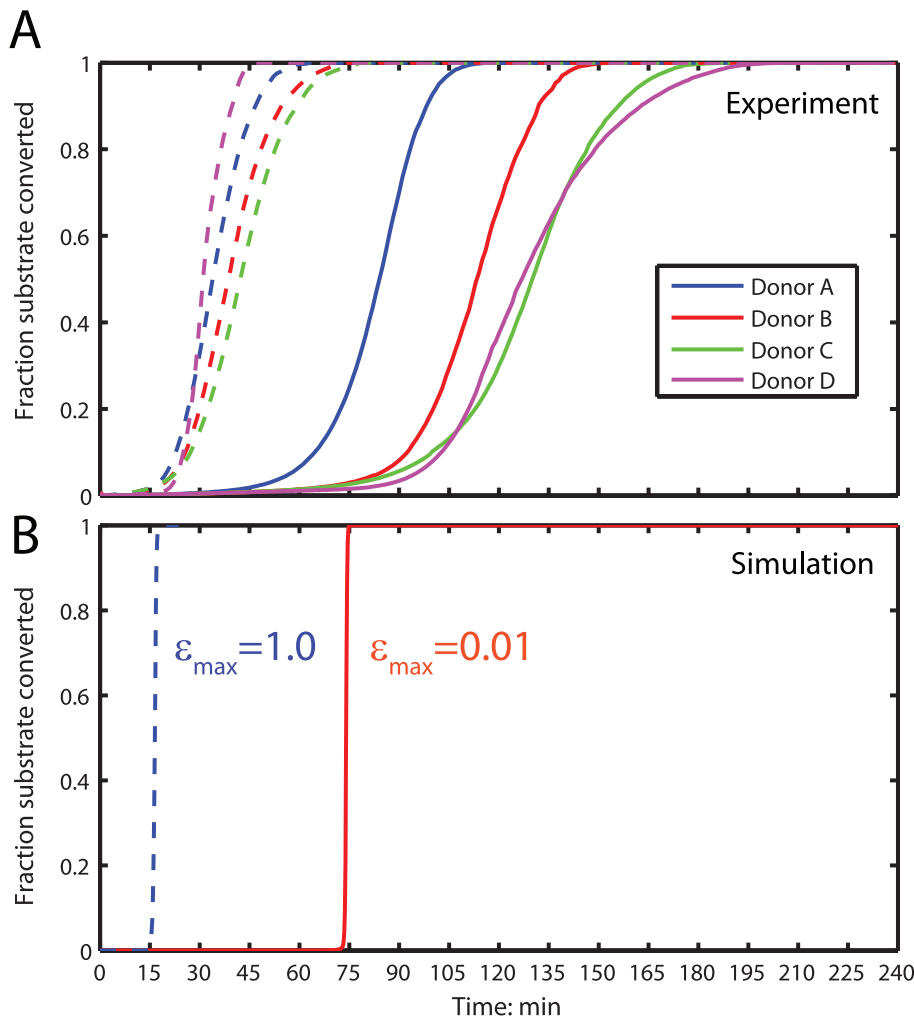 A
Fraction substrate converted
1
0.8
0.6
0.4
0.2
0
Experiment
Donor A
Donor B
Donor C
Donor D
B
Fraction substrate converted
1
0.8
0.6
0.4
0.2
0
Simulation
εmax=1.0
εmax=0.01
0 15 30 45 60 75 90 105 120 135 150 165 180 195 210 225 240
Time: min